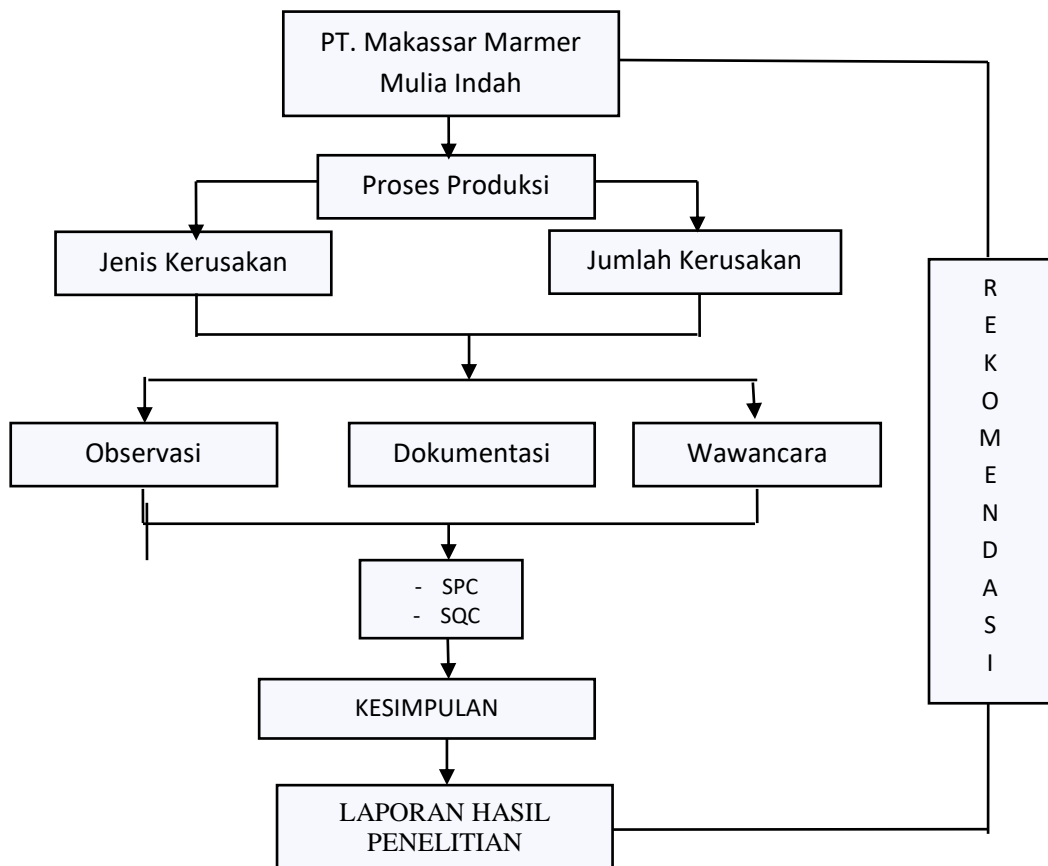 PT. Makassar Marmer
Mulia Indah
Proses Produksi
Jenis Kerusakan
Jumlah Kerusakan
Observasi
Dokumentasi
Wawancara
- SPC
- SQC
KESIMPULAN
LAPORAN HASIL
PENELITIAN
R
E
K
O
M
E
N
D
A
S
I